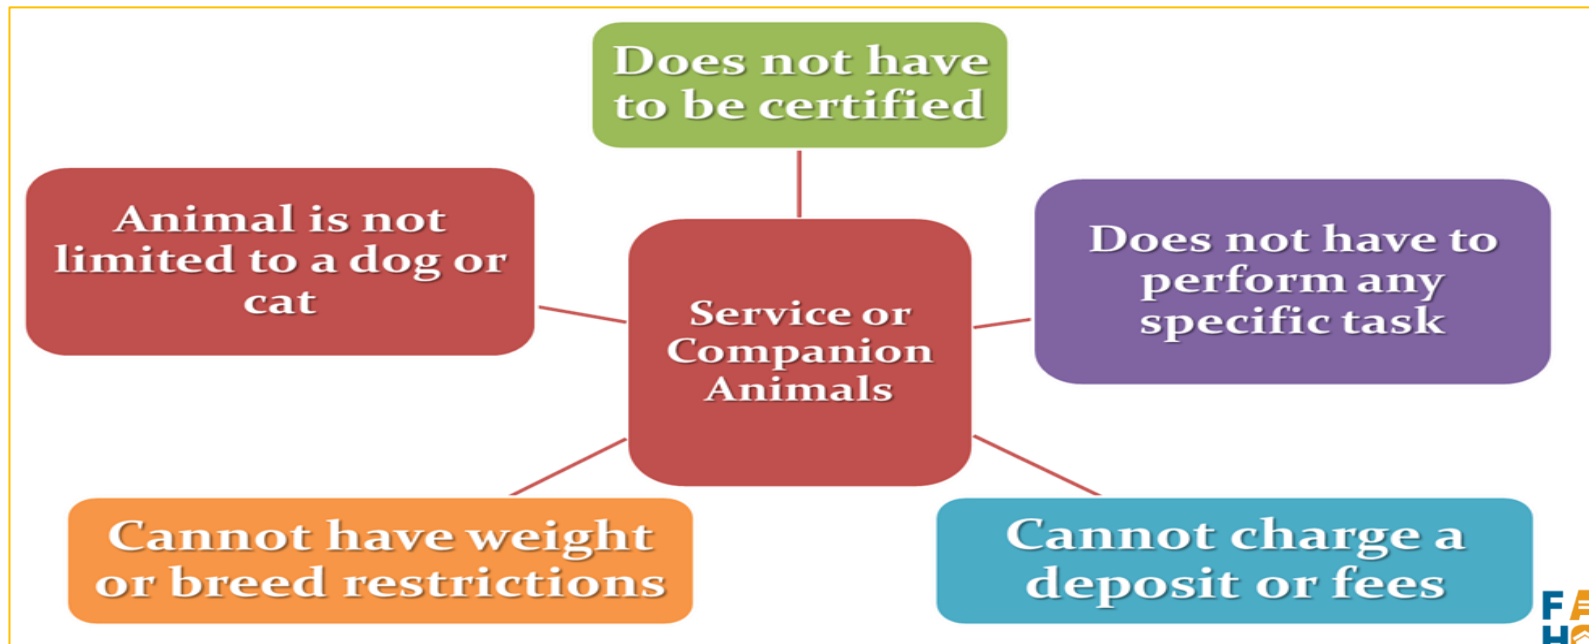 Does not have
to be certified
Animal is not
limited to a dog or
cat
Does not have to
perform any
specific task
Service or
Companion
Animals
Cannot have weight
or breed restrictions
Cannot charge a
deposit or fees